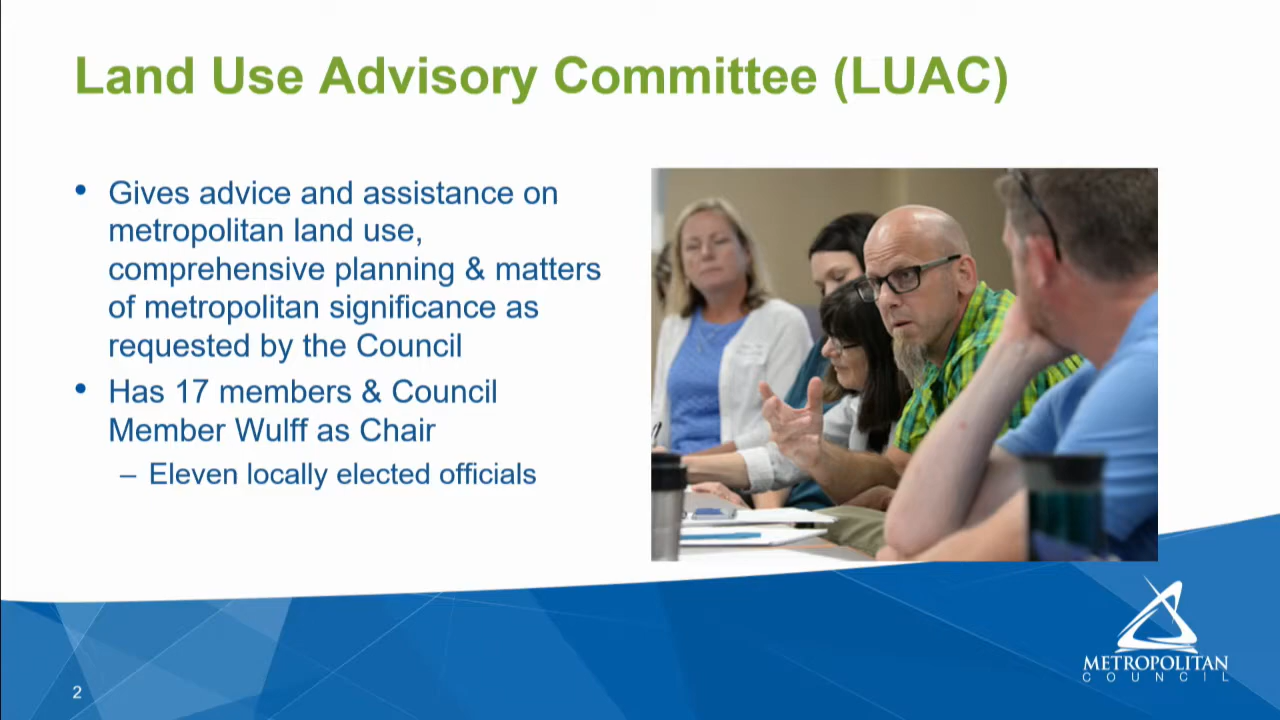 Land Use Advisory Committee (LUAC)
• Gives advice and assistance on
metropolitan land use,
comprehensive planning & matters
of metropolitan significance as
requested by the Council
• Has 17 members & Council
Member Wulff as Chair
– Eleven locally elected officials
METROPOLITAN
COUNCIL
2